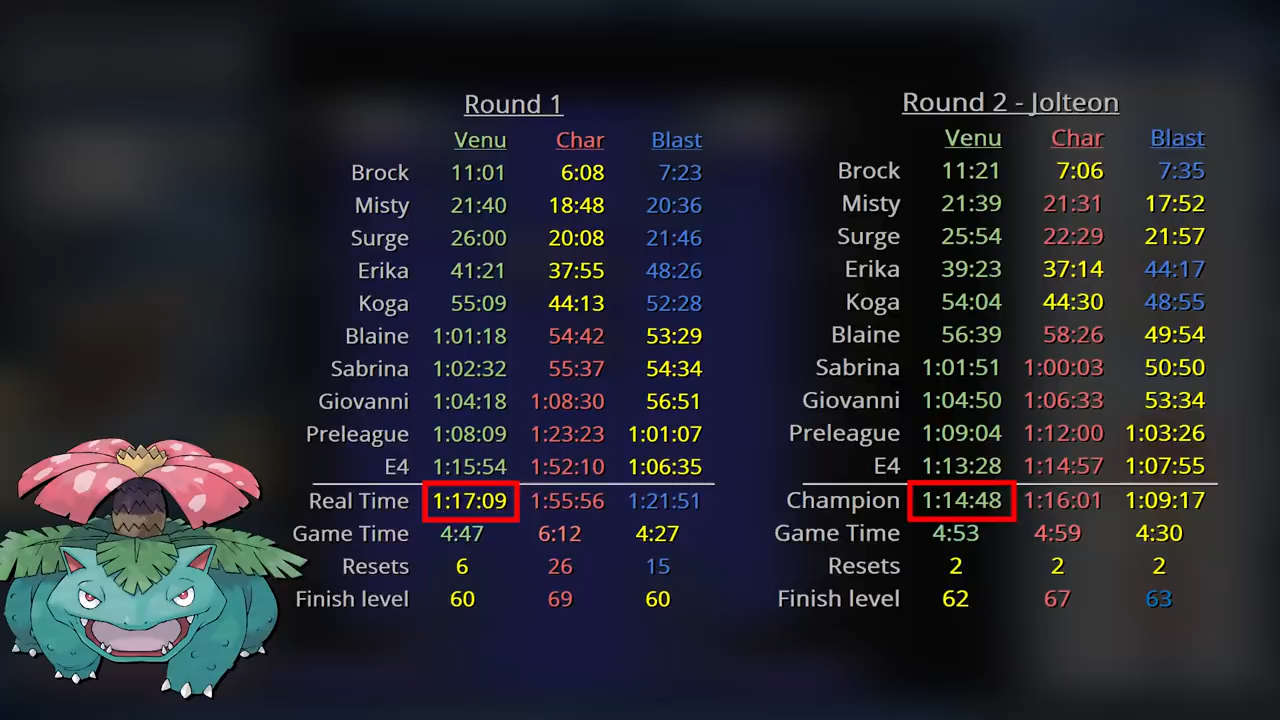 Round 1
Venu Char Blast
Brock 11:01 6:08 7:23
Misty 21:40 18:48 20:36
Surge 26:00 20:08 21:46
Erika 41:21 37:55 48:26
Koga 55:09 44:13 52:28
Blaine 1:01:18 54:42 53:29
Sabrina 1:02:32 55:37 54:34
Giovanni 1:04:18 1:08:30 56:51
Preleague 1:08:09 1:23:23 1:01:07
E4 1:15:54 1:52:10 1:06:35
Real Time 1:17:09 1:55:56 1:21:51
Game Time 4:47 6:12 4:27
Resets 6 26 15
Finish level 60 69 60
Round 2 - Jolteon
Venu Char Blast
Brock 11:21 7:06 7:35
Misty 21:39 21:31 17:52
Surge 25:54 22:29 21:57
Erika 39:23 37:14 44:17
Koga 54:04 44:30 48:55
Blaine 56:39 58:26 49:54
Sabrina 1:01:51 1:00:03 50:50
Giovanni 1:04:50 1:06:33 53:34
Preleague 1:09:04 1:12:00 1:03:26
E4 1:13:28 1:14:57 1:07:55
Champion 1:14:48 1:16:01 1:09:17
Game Time 4:53 4:59 4:30
Resets 2 2 2
Finish level 62 67 63